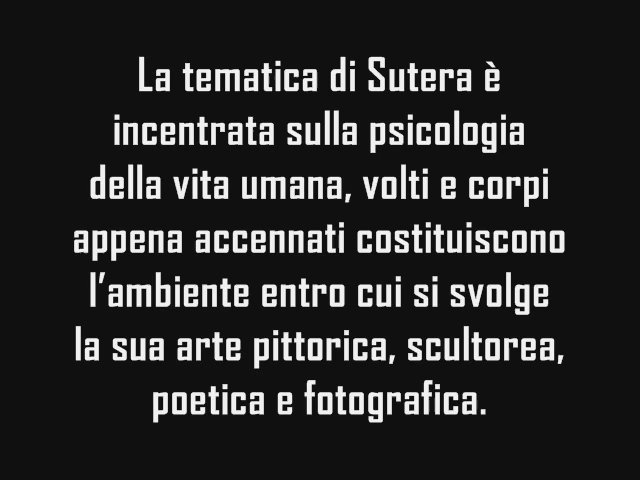 La tematica di Sutera è
incentrata sulla psicologia
della vita umana, volti e corpi
appena accennati costituiscono
l'ambiente entro cui si svolge
la sua arte pittorica, scultorea,
poetica e fotografica.